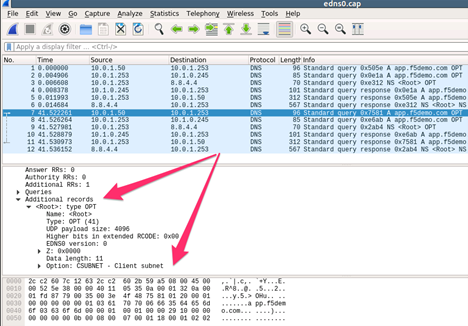 edns0.cap
File Edit View Go Capture Analyze Statistics Telephony Wireless Tools Help
Apply a display filter ... <Ctrl-/>
No. Time Source Destination Protocol Length Info
1 0.000000 10.0.1.50 10.0.1.253 DNS 96 Standard query 0x505e A app.f5demo.com OPT
2 0.004906 10.0.1.253 10.1.0.245 DNS 85 Standard query 0x0e1a A app.f5demo.com OPT
3 0.006608 10.0.1.253 8.8.4.4 DNS 70 Standard query 0xe312 NS <Root> OPT
4 0.008378 10.1.0.245 10.0.1.253 DNS 101 Standard query response 0x0e1a A app.f5demo
5 0.011993 10.0.1.253 10.0.1.50 DNS 312 Standard query response 0x505e A app.f5demo
6 0.014684 8.8.4.4 10.0.1.253 DNS 567 Standard query response 0xe312 NS <Root> NS
7 41.522261 10.0.1.50 10.0.1.253 DNS 96 Standard query 0x7581 A app.f5demo.com OPT
8 41.526264 10.0.1.253 10.1.0.245 DNS 85 Standard query 0xe6ab A app.f5demo.com OPT
9 41.527981 10.0.1.253 8.8.4.4 DNS 70 Standard query 0x2ab4 NS <Root> OPT
10 41.528879 10.1.0.245 10.0.1.253 DNS 101 Standard query response 0xe6ab A app.f5demo
11 41.530973 10.0.1.253 10.0.1.50 DNS 312 Standard query response 0x7581 A app.f5demo
12 41.536152 8.8.4.4 10.0.1.253 DNS 567 Standard query response 0x2ab4 NS <Root> NS
Answer RRs: 0
Authority RRs: 0
Additional RRs: 1
Queries
Additional records
<Root>: type OPT
Name: <Root>
Type: OPT (41)
UDP payload size: 4096
Higher bits in extended RCODE: 0x00
EDNS0 version: 0
Z: 0x0000
Data length: 11
Option: CSUBNET - Client subnet
0000 2c c2 60 7c 12 63 2c c2 60 2b 59 a5 08 00 45 00
0010 00 52 5e 38 00 00 40 11 05 35 0a 00 01 32 0a 00
0020 01 fd 87 79 00 35 00 3e 4f 48 75 81 01 20 00 01
0030 00 00 00 00 00 01 03 61 70 70 06 66 35 64 65 6d
0040 6f 03 63 6f 6d 00 00 01 00 01 00 00 29 10 00 00
0050 00 00 00 00 0b 00 08 00 07 00 01 18 00 01 02 02